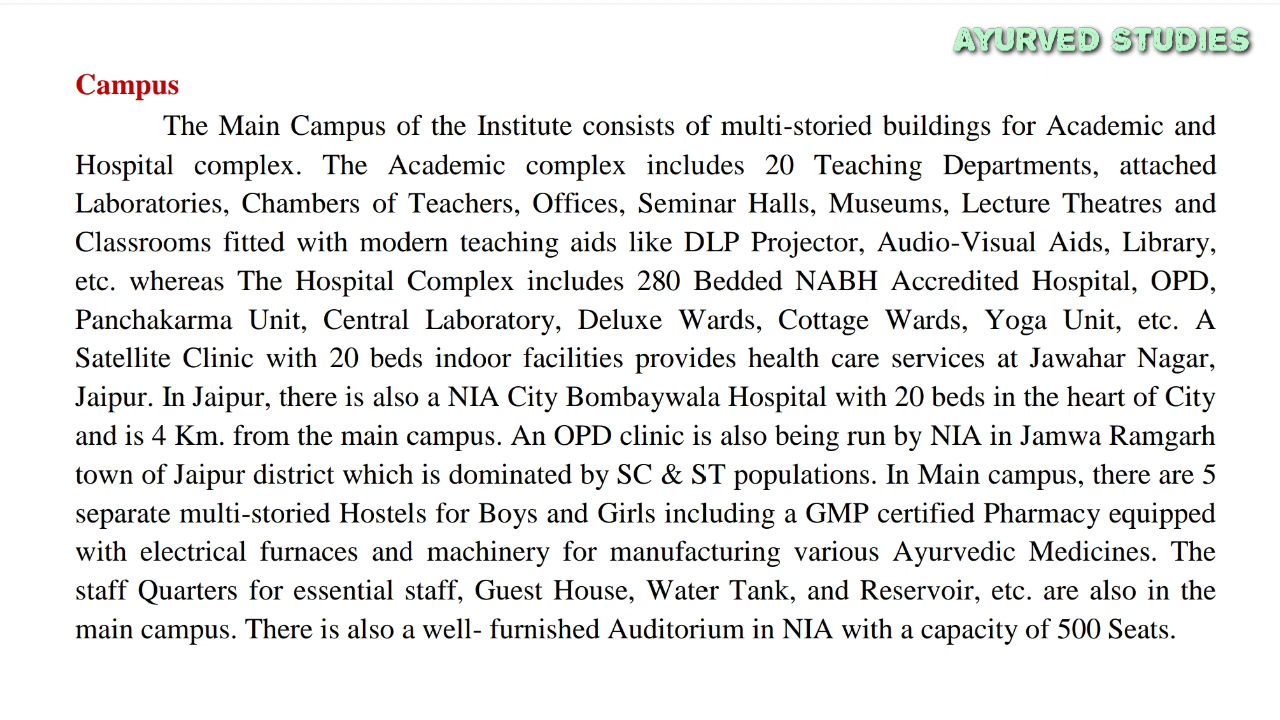 AYURVED STUDIES
Campus
The Main Campus of the Institute consists of multi-storied buildings for Academic and
Hospital complex. The Academic complex includes 20 Teaching Departments, attached
Laboratories, Chambers of Teachers, Offices, Seminar Halls, Museums, Lecture Theatres and
Classrooms fitted with modern teaching aids like DLP Projector, Audio-Visual Aids, Library,
etc. whereas The Hospital Complex includes 280 Bedded NABH Accredited Hospital, OPD,
Panchakarma Unit, Central Laboratory, Deluxe Wards, Cottage Wards, Yoga Unit, etc. A
Satellite Clinic with 20 beds indoor facilities provides health care services at Jawahar Nagar,
Jaipur. In Jaipur, there is also a NIA City Bombaywala Hospital with 20 beds in the heart of City
and is 4 Km. from the main campus. An OPD clinic is also being run by NIA in Jamwa Ramgarh
town of Jaipur district which is dominated by SC & ST populations. In Main campus, there are 5
separate multi-storied Hostels for Boys and Girls including a GMP certified Pharmacy equipped
with electrical furnaces and machinery for manufacturing various Ayurvedic Medicines. The
staff Quarters for essential staff, Guest House, Water Tank, and Reservoir, etc. are also in the
main campus. There is also a well- furnished Auditorium in NIA with a capacity of 500 Seats.